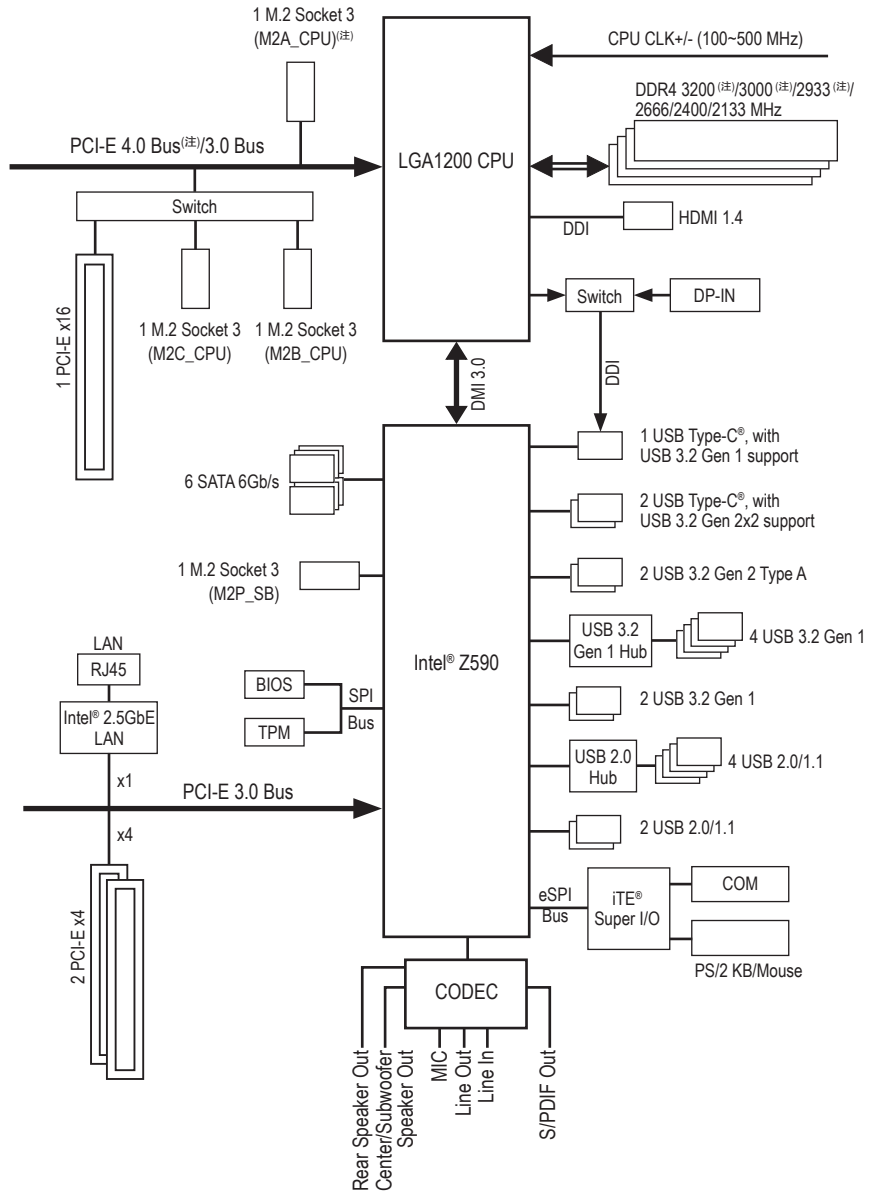 1 M.2 Socket 3
(M2A_CPU)(注)
CPU CLK+/- (100~500 MHz)
DDR4 3200 (注)/3000 (注)/2933 (注)/
2666/2400/2133 MHz
PCI-E 4.0 Bus(注)/3.0 Bus
LGA1200 CPU
Switch
DDI
HDMI 1.4
Switch
DP-IN
1 PCI-E x16
1 M.2 Socket 3
(M2C_CPU)
1 M.2 Socket 3
(M2B_CPU)
DMI 3.0
DDI
1 USB Type-C®, with
USB 3.2 Gen 1 support
6 SATA 6Gb/s
2 USB Type-C®, with
USB 3.2 Gen 2x2 support
1 M.2 Socket 3
(M2P_SB)
2 USB 3.2 Gen 2 Type A
LAN
RJ45
Intel® 2.5GbE
LAN
x1
BIOS
TPM
SPI
Bus
Intel® Z590
USB 3.2
Gen 1 Hub
4 USB 3.2 Gen 1
2 USB 3.2 Gen 1
USB 2.0
Hub
4 USB 2.0/1.1
PCI-E 3.0 Bus
x4
2 USB 2.0/1.1
2 PCI-E x4
eSPI
Bus
iTE®
Super I/O
COM
PS/2 KB/Mouse
CODEC
Rear Speaker Out
Center/Subwoofer
Speaker Out
MIC
Line Out
Line In
S/PDIF Out